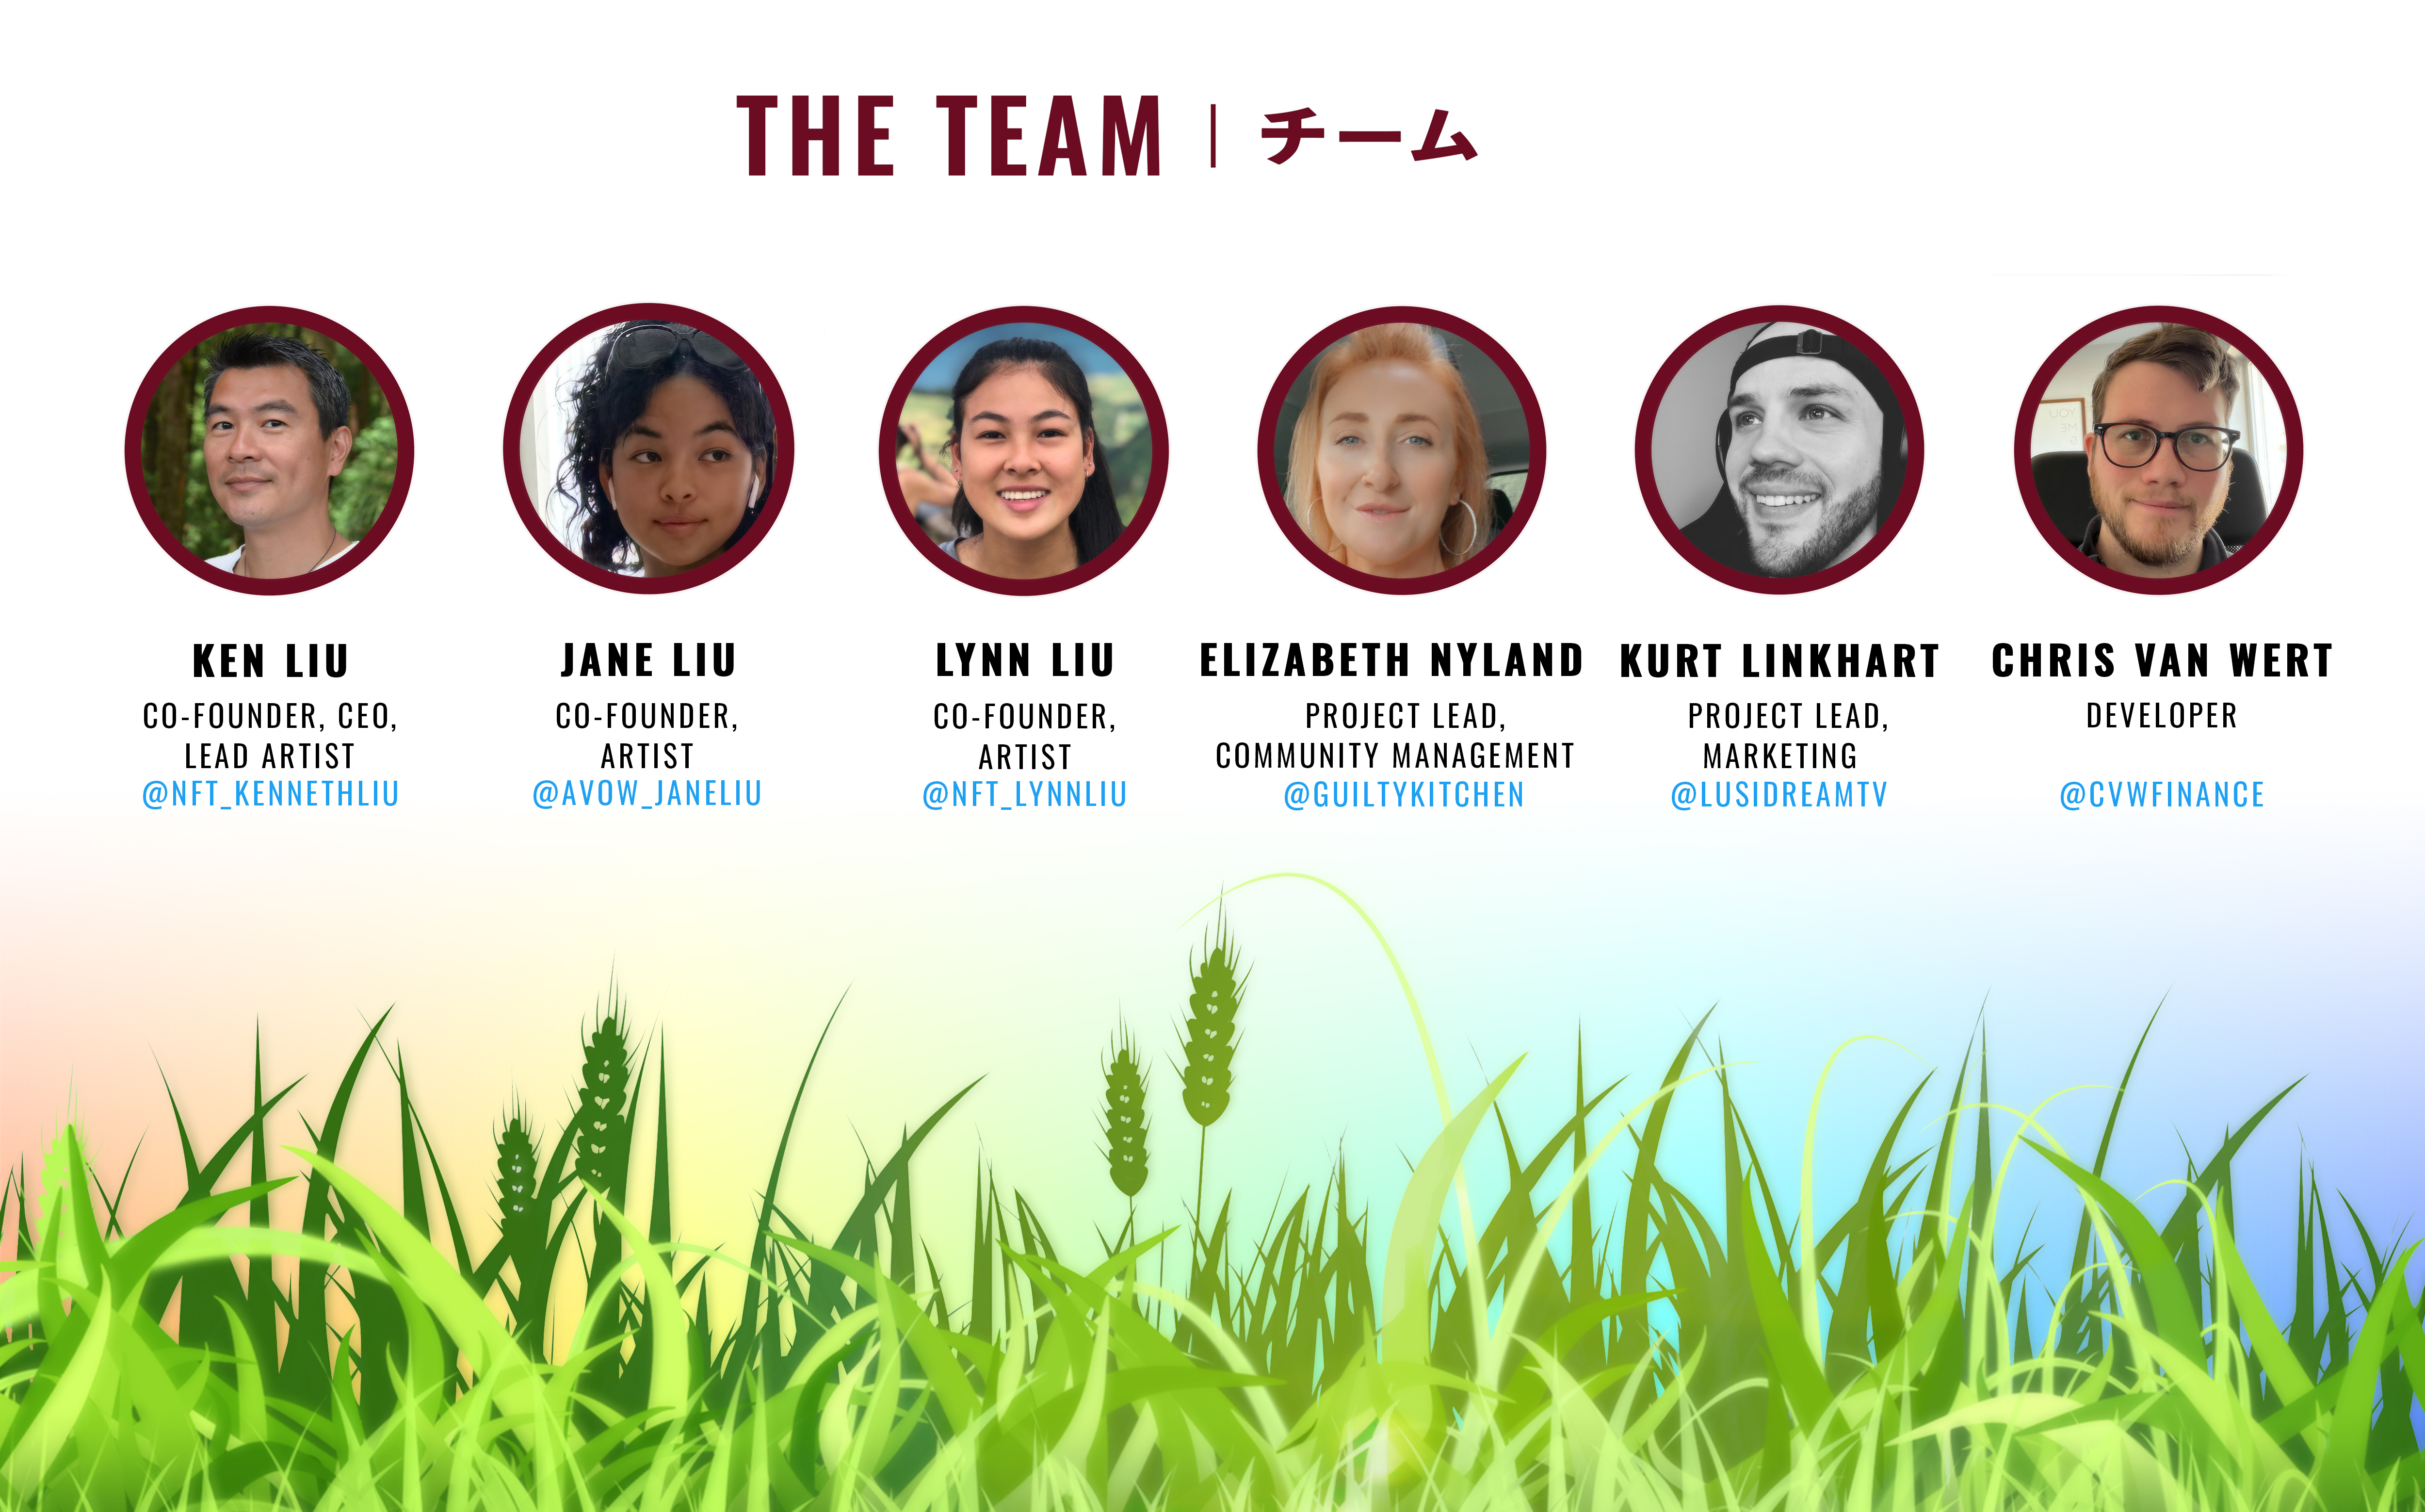 THE TEAM | チーム
KEN LIU
CO-FOUNDER, CEO,
LEAD ARTIST
@NFT_KENNETHLIU
JANE LIU
CO-FOUNDER,
ARTIST
@AVOW_JANELIU
LYNN LIU
CO-FOUNDER,
ARTIST
@NFT_LYNNLIU
ELIZABETH NYLAND
PROJECT LEAD,
COMMUNITY MANAGEMENT
@GUILTYKITCHEN
KURT LINKHART
PROJECT LEAD,
MARKETING
@LUSIDREAMTV
CHRIS VAN WERT
DEVELOPER
@CVWFINANCE
YOU
ME
&